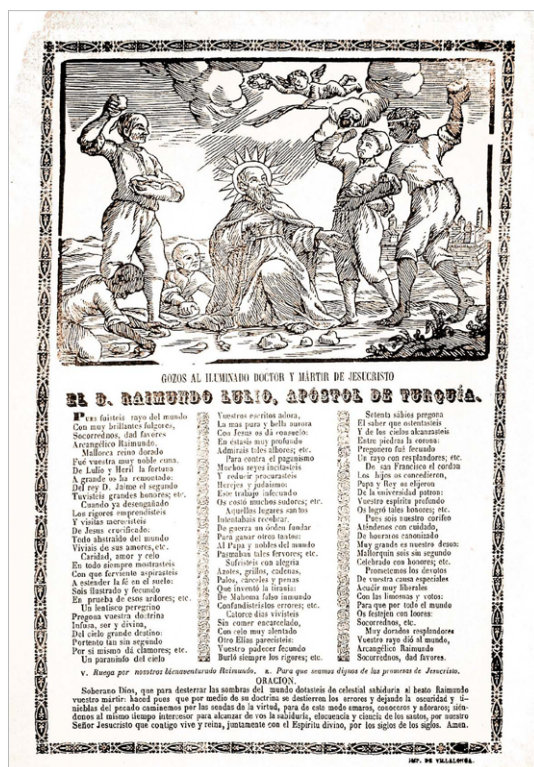 GOZOS AL ILUMINADO DOCTOR Y MÁRTIR DE JESUCRISTO
EL B. RAIMUNDO LULIO, APÓSTOL DE TURQUÍA.
Pues fuisteis rayo del mundo
Con muy brillantes fulgores,
Socorrednos, dad favores
Arcangélico Raimundo.
Mallorca reino dorado
Fué vuestra muy noble cuna,
De Lulio y Heril la fortuna
A grande os ha remontado:
Del rey D. Jaime el segundo
Tuvisteis grandes honores; etc.
Cuando ya desengañado
Los rigores emprendisteis
Y visitas merecisteis
De Jesus crucificado:
Todo abstraido del mundo
Viviais de sus amores, etc.
Caridad, amor y celo
En todo siempre mostrasteis
Con que ferviente aspirasteis
A estender la fé en el suelo:
Sois ilustrado y fecundo
En prueba de esos ardores; etc.
Un lentisco peregrino
Pregona vuestra doctrina
Infusa, ser y divina,
Del cielo grande destino:
Portento tan sin segundo
Por si mismo dá clamores; etc.
Un paraninfo del cielo
Vuestros escritos adora,
La mas pura y bella aurora
Con Jesus os dá consuelo:
En éstasis muy profundo
Admirais tales albores; etc.
Para contra el paganismo
Muchos reyes incitasteis
Y reducir procurasteis
Herejes y judaismo:
Este trabajo infecundo
Os costó muchos sudores; etc.
Aquellos lugares santos
Intentabais recobrar,
De guerra un órden fundar
Para ganar otros tantos:
Al Papa y nobles del mundo
Pasmaban tales fervores; etc.
Sufristeis con alegria
Azotes, grillos, cadenas,
Palos, cárceles y penas
Que inventó la tirania:
De Mahoma falso inmundo
Confundisteis los errores; etc.
Catorce dias vivisteis
Sin comer encarcelado,
Con celo muy alentado
Otro Elías parecisteis:
Vuestro padecer fecundo
Burló siempre los rigores; etc.
Setenta sábios pregona
El saber que ostentasteis
Y de los cielos alcanzasteis
Entre piedras la corona:
Pregonero fué fecundo
Un rayo con resplandores; etc.
De san Francisco el cordon
Los hijos os concedieron,
Papa y Rey os eligeron
De la universidad patron:
Vuestro espiritu profundo
Os logró tales honores; etc.
Pues sois nuestro corifeo
Atendenos con cuidado,
De honraros canonizado
Muy grande es nuestro deseo:
Mallorquin sois sin segundo
Celebrado con honores; etc.
Prometemos los devotos
De vuestra causa especiales
Acudir muy liberales
Con las limosnas y votos:
Para que por todo el mundo
Os festejen con loores:
Socorrednos, etc.
Muy dorados resplandores
Vuestro rayo dió al mundo,
Arcangélico Raimundo
Socorrednos, dad favores.
V. Ruega por nosotros bienaventurado Raimundo. R. Para que seamos dignos de las promesas de Jesucristo.
ORACION.
Soberano Dios, que para desterrar las sombras del mundo dotasteis de celestial sabiduría al beato Raimundo
vuestro mártir: haced pues que por medio de su doctrina se destierren los errores y dejando la oscuridad y ti-
nieblas del pecado caminemos por las sendas de la virtud, para de este modo amaros, conoceros y adoraros; sién-
donos al mismo tiempo intercesor para alcanzar de vos la sabiduría, elocuencia y ciencia de los santos, por nuestro
Señor Jesucristo que contigo vive y reina, juntamente con el Espíritu divino, por los siglos de los siglos. Amen.
IMP. DE VILLALONGA.